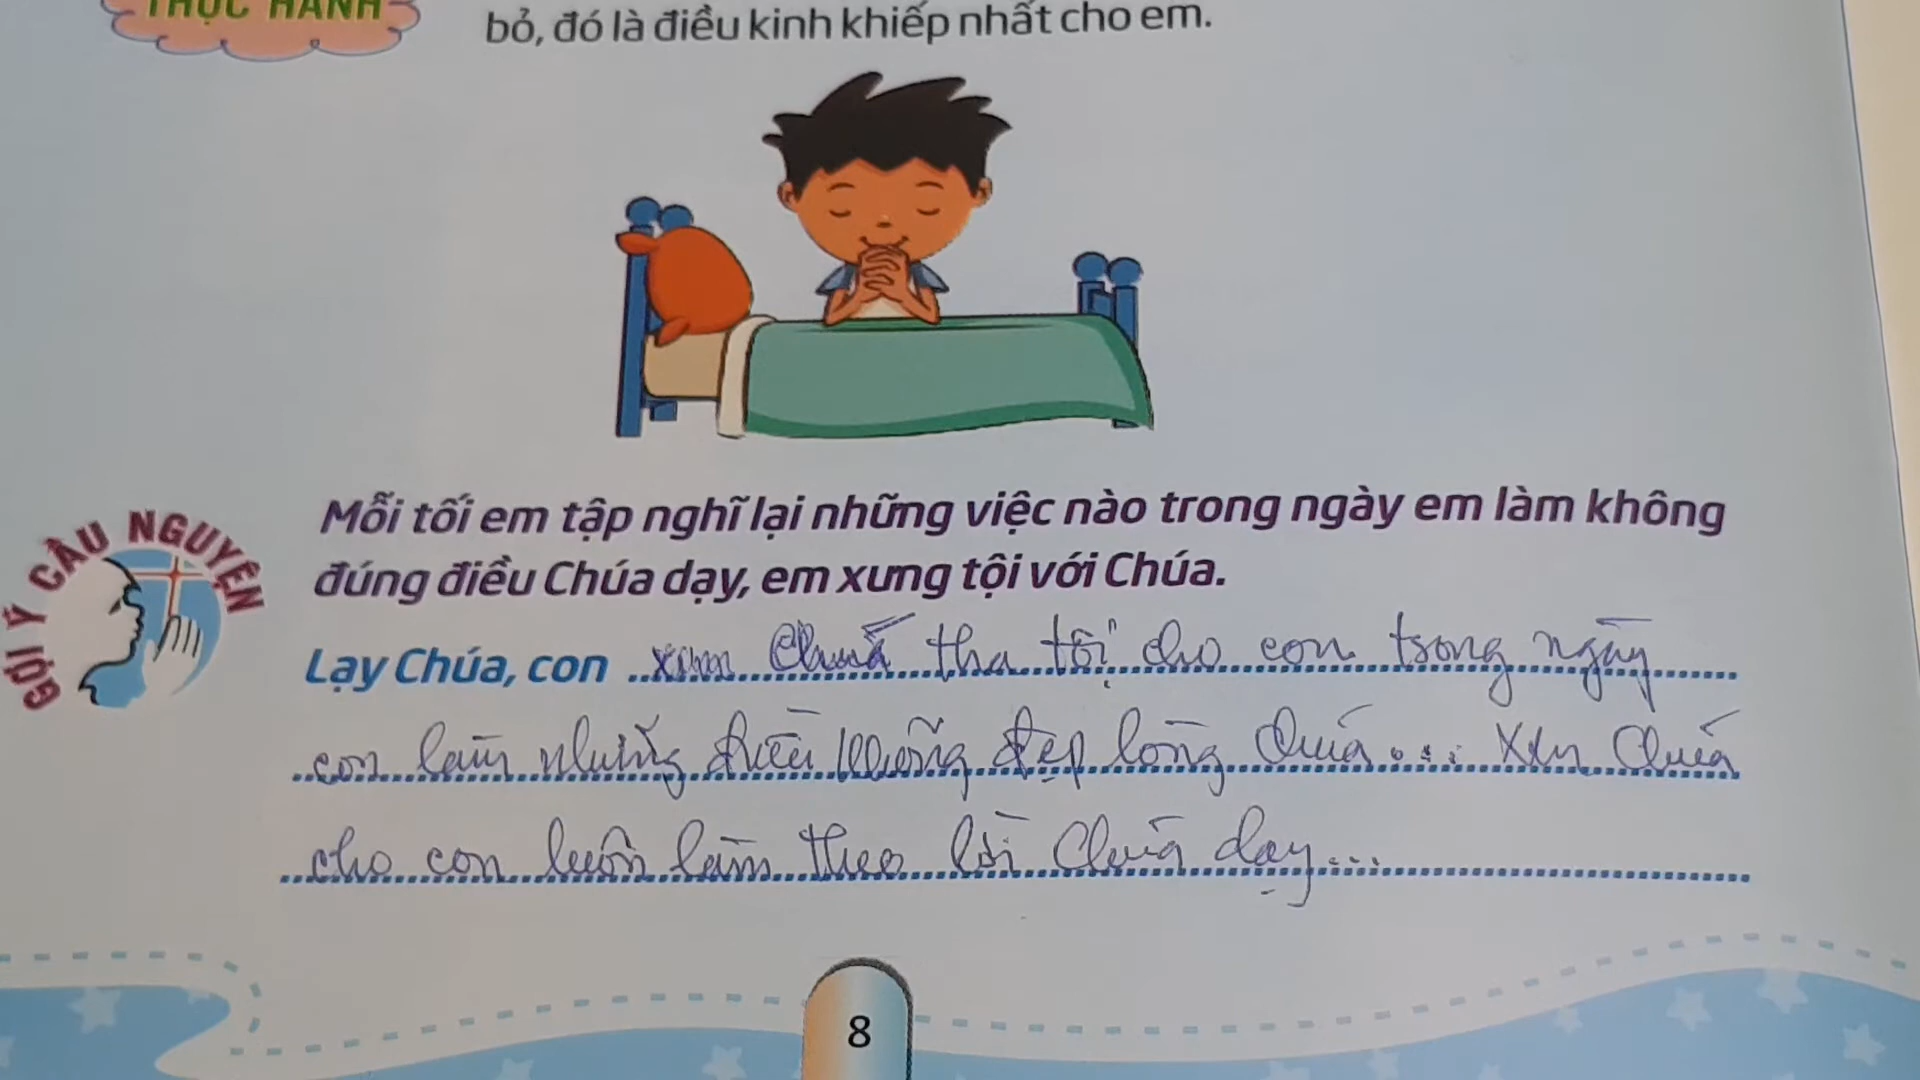 THỰC HÀNH
bỏ, đó là điều kinh khiếp nhất cho em.
GỢI Ý CẦU NGUYỆN
Mỗi tối em tập nghĩ lại những việc nào trong ngày em làm không
đúng điều Chúa dạy, em xưng tội với Chúa.
Lạy Chúa, con xin Chúa tha tội cho con trong ngày
con làm những điều không đẹp lòng Chúa... Xin Chúa
cho con luôn làm theo lời Chúa dạy...
8